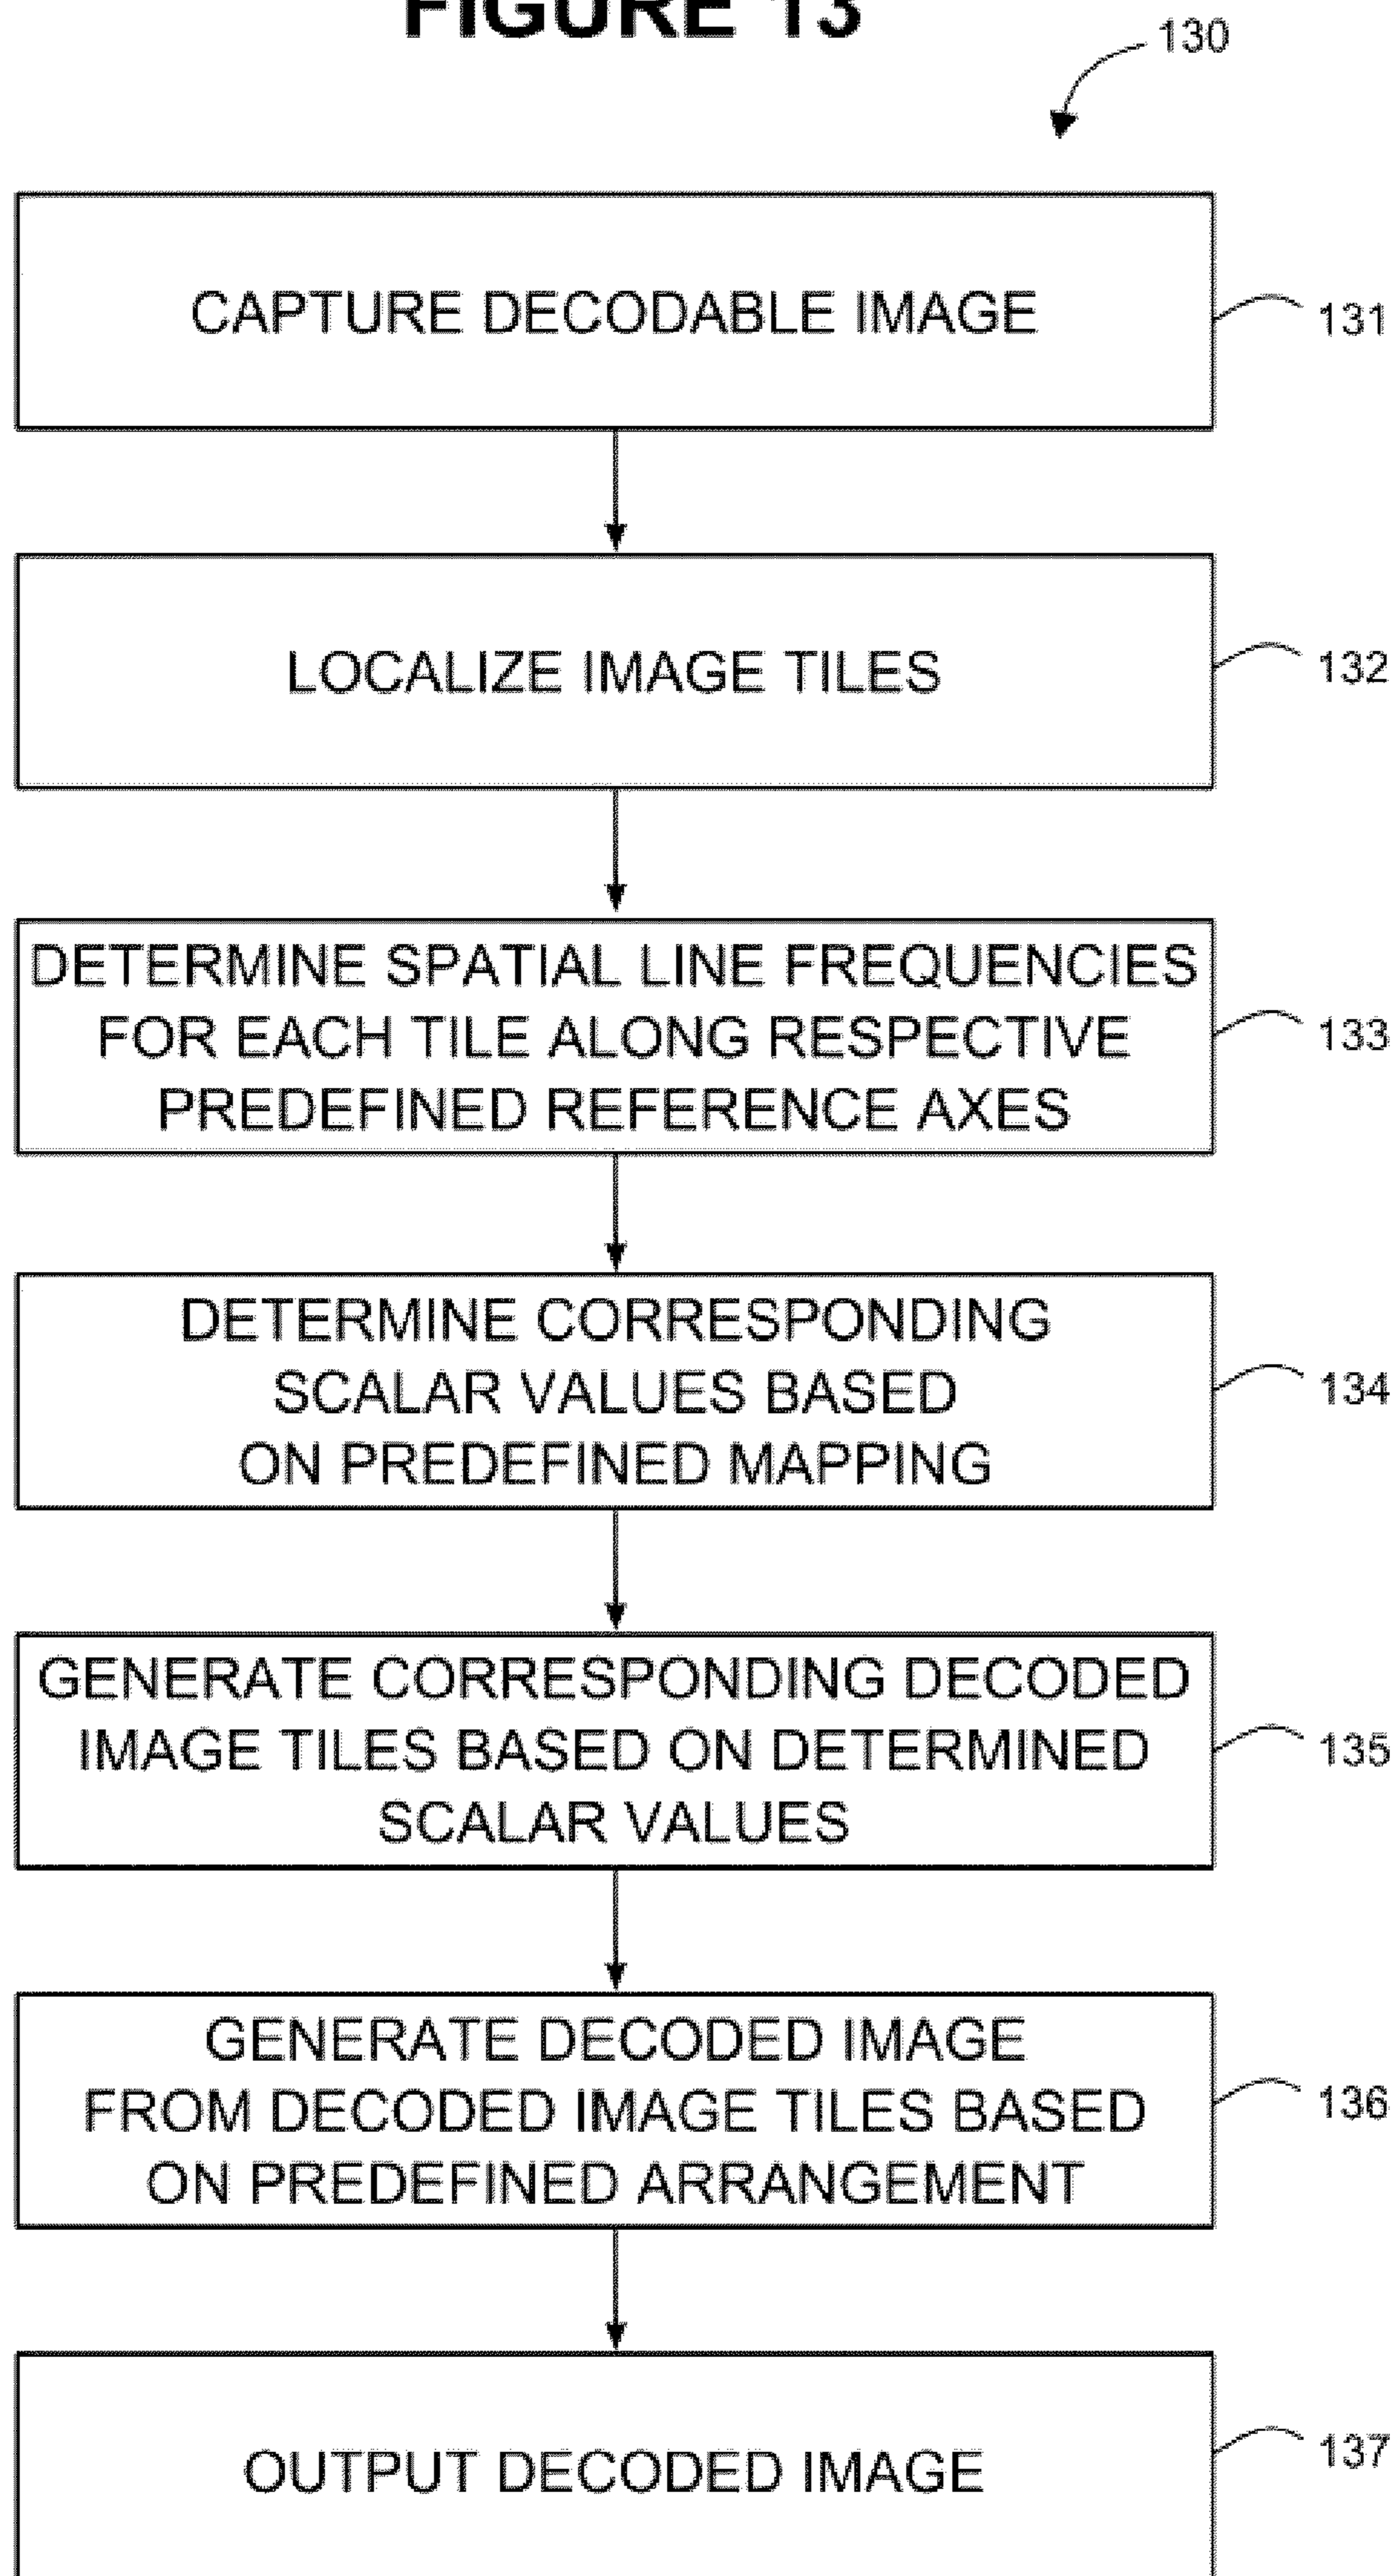 FIGURE 13
130
CAPTURE DECODABLE IMAGE
131
LOCALIZE IMAGE TILES
132
DETERMINE SPATIAL LINE FREQUENCIES
FOR EACH TILE ALONG RESPECTIVE
PREDEFINED REFERENCE AXES
133
DETERMINE CORRESPONDING
SCALAR VALUES BASED
ON PREDEFINED MAPPING
134
GENERATE CORRESPONDING DECODED
IMAGE TILES BASED ON DETERMINED
SCALAR VALUES
135
GENERATE DECODED IMAGE
FROM DECODED IMAGE TILES BASED
ON PREDEFINED ARRANGEMENT
136
OUTPUT DECODED IMAGE
137